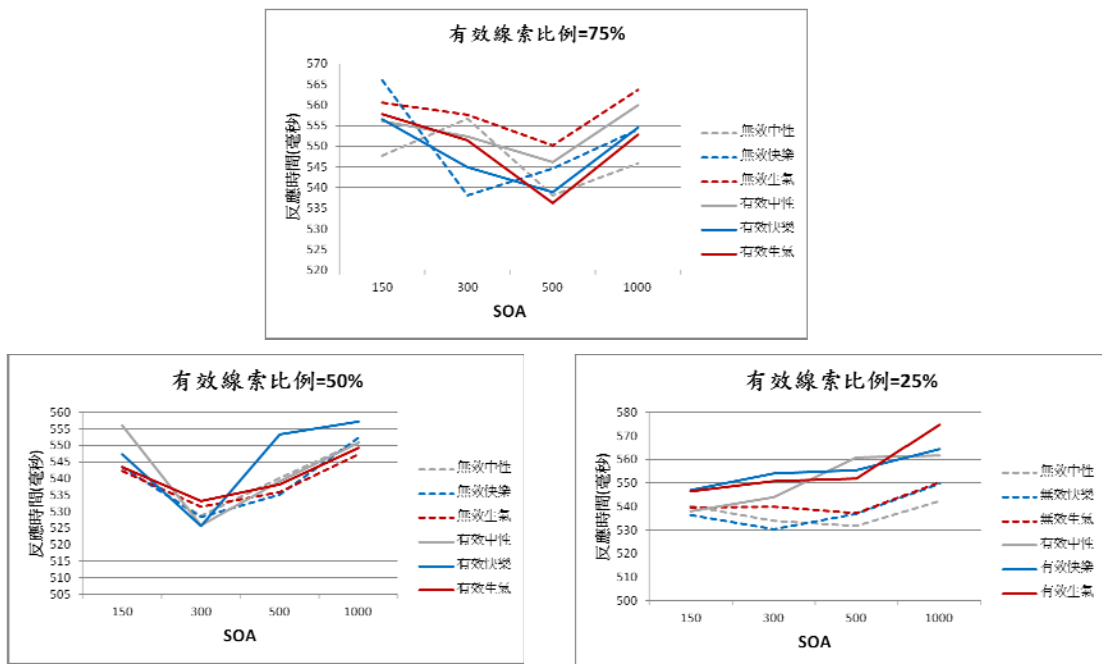 有效線索比例=75%
反應時間(毫秒)
570
565
560
555
550
545
540
535
530
525
520
150 300 500 1000
SOA
無效中性
無效快樂
無效生氣
有效中性
有效快樂
有效生氣
有效線索比例=50%
反應時間(毫秒)
560
555
550
545
540
535
530
525
520
515
510
505
150 300 500 1000
SOA
無效中性
無效快樂
無效生氣
有效中性
有效快樂
有效生氣
有效線索比例=25%
反應時間(毫秒)
580
570
560
550
540
530
520
510
500
150 300 500 1000
SOA
無效中性
無效快樂
無效生氣
有效中性
有效快樂
有效生氣